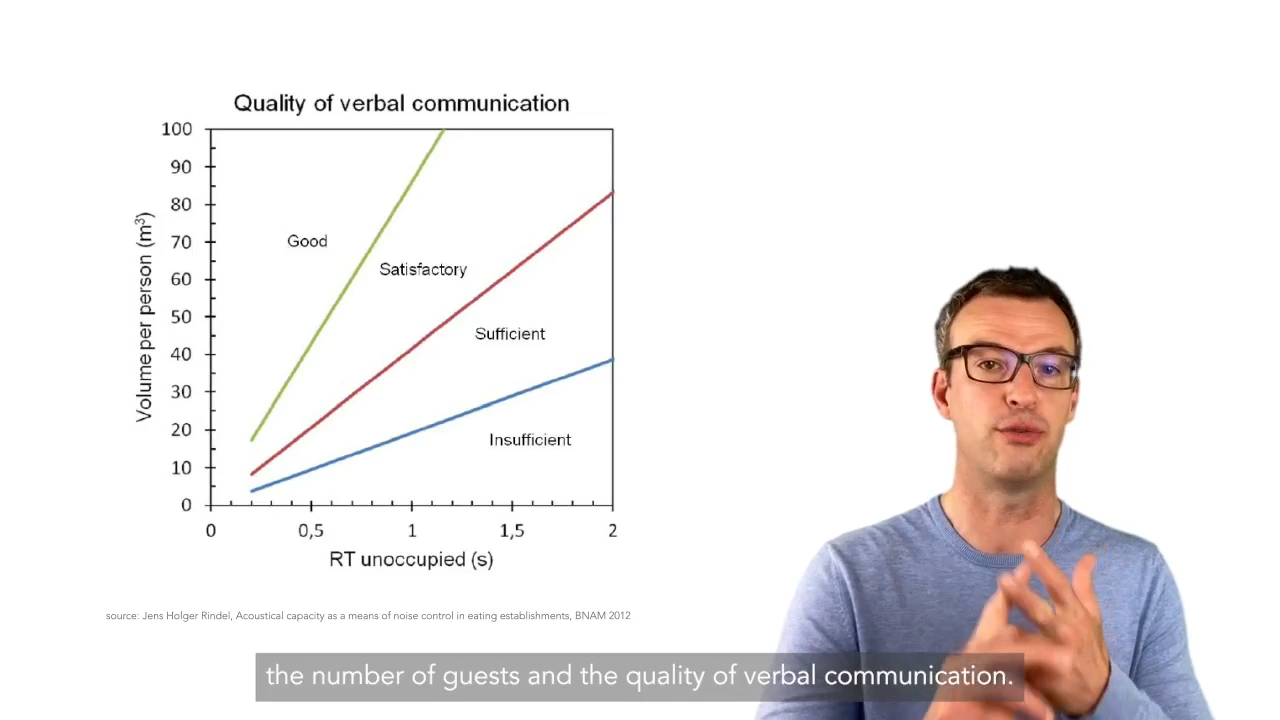 Quality of verbal communication
100
90
80
70
60
50
40
30
20
10
0
Volume per person (m³)
Good
Satisfactory
Sufficient
Insufficient
0
0,5
1
1,5
2
RT unoccupied (s)
source: Jens Holger Rindel, Acoustical capacity as a means of noise control in eating establishments, BNAM 2012
the number of guests and the quality of verbal communication.